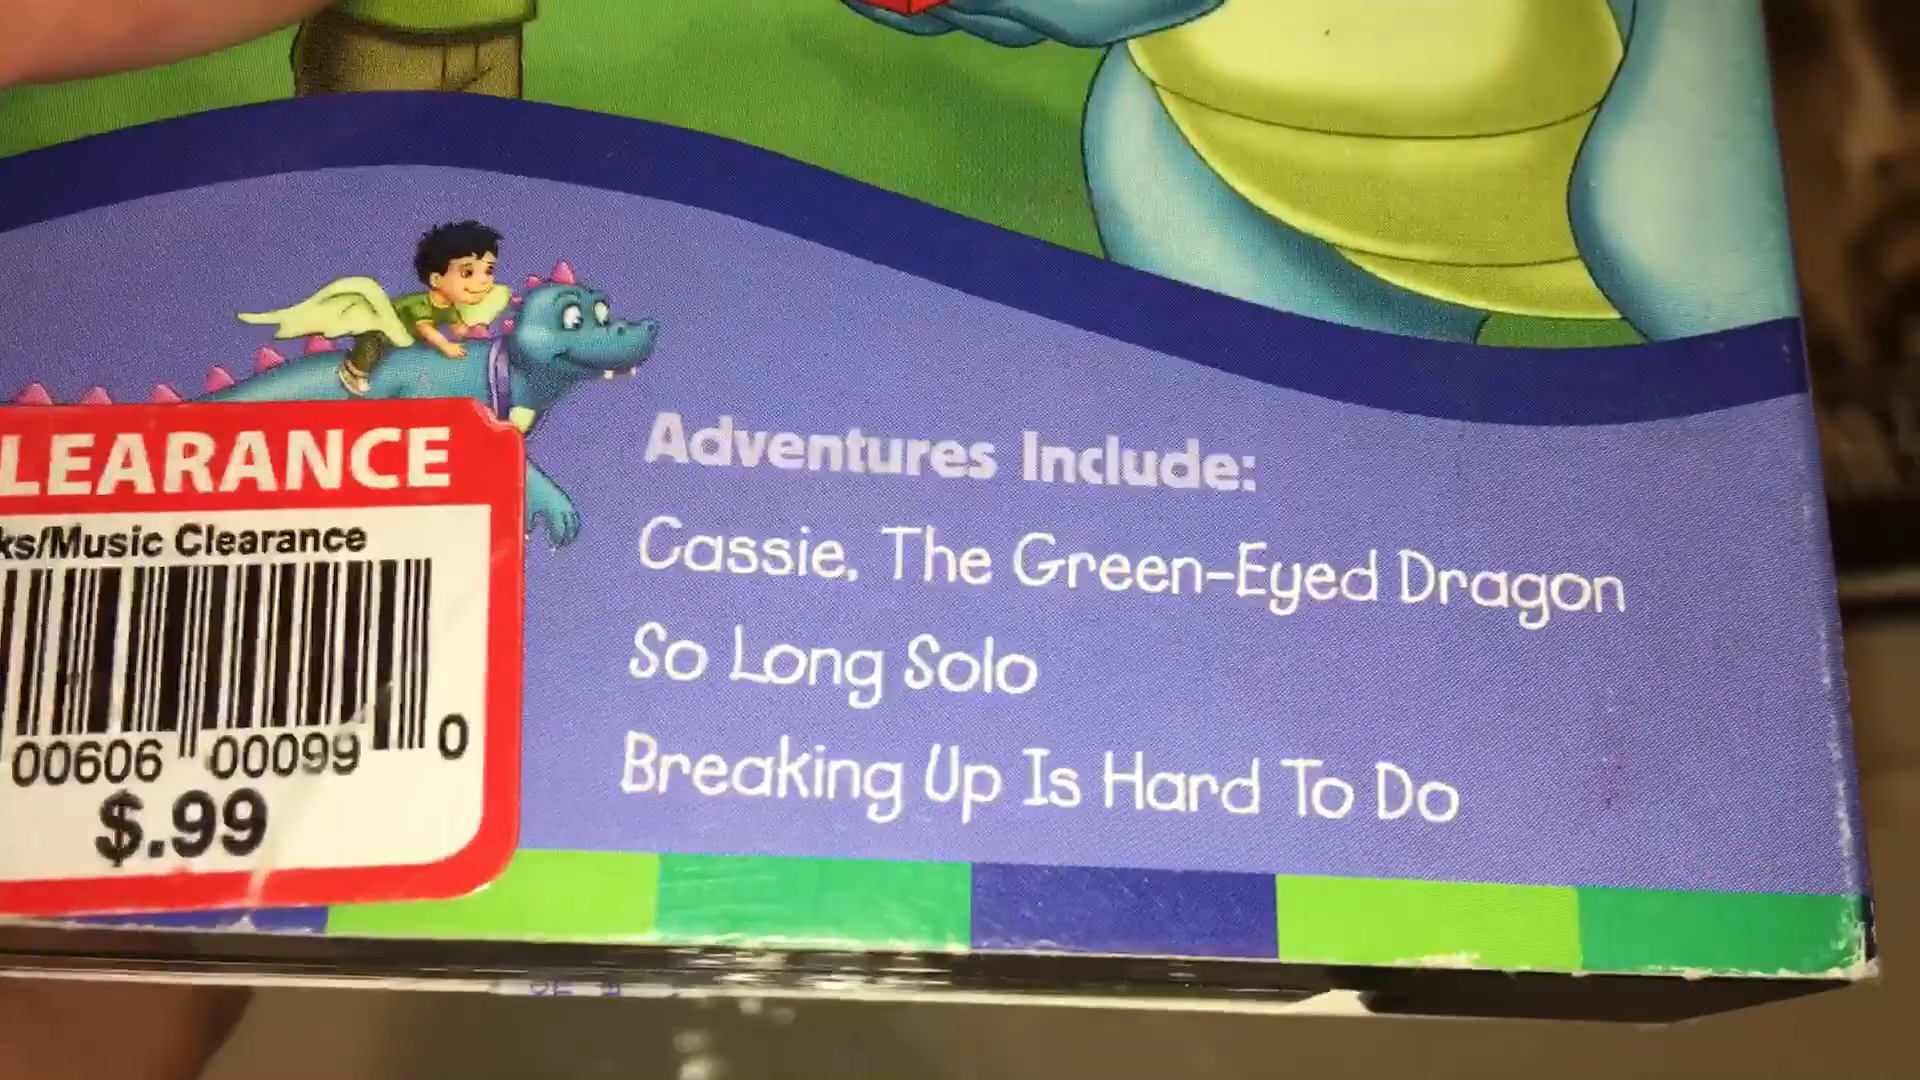 LEARANCE
ks/Music Clearance
00606 00099 0
$.99
Adventures Include:
Cassie, The Green-Eyed Dragon
So Long Solo
Breaking Up Is Hard To Do